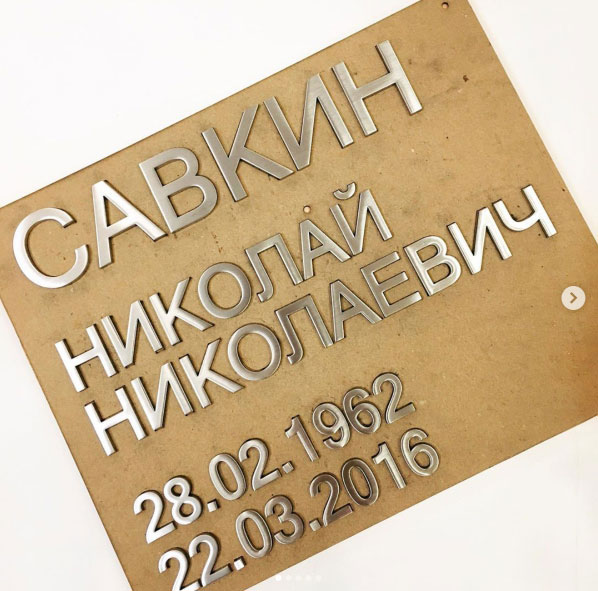 САВКИН
НИКОЛАЙ
НИКОЛАЕВИЧ
28.02.1962
22.03.2016